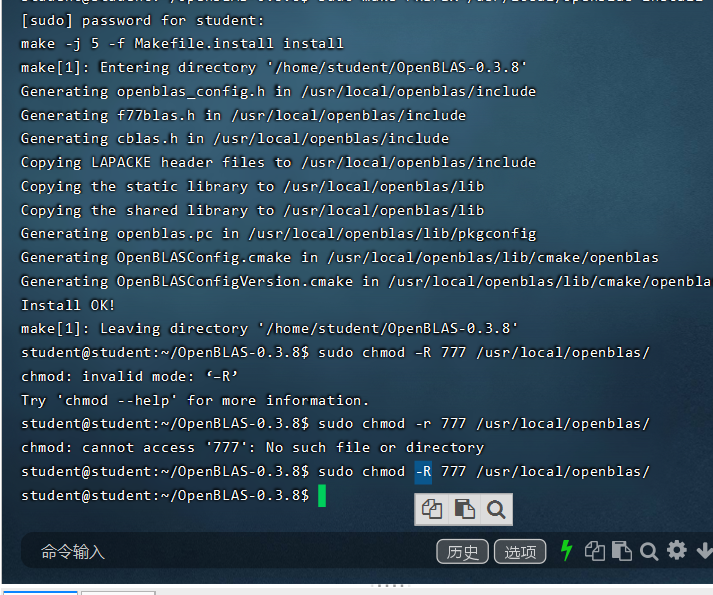 [sudo] password for student:
make -j 5 -f Makefile.install install
make[1]: Entering directory '/home/student/OpenBLAS-0.3.8'
Generating openblas_config.h in /usr/local/openblas/include
Generating f77blas.h in /usr/local/openblas/include
Generating cblas.h in /usr/local/openblas/include
Copying LAPACKE header files to /usr/local/openblas/include
Copying the static library to /usr/local/openblas/lib
Copying the shared library to /usr/local/openblas/lib
Generating openblas.pc in /usr/local/openblas/lib/pkgconfig
Generating OpenBLASConfig.cmake in /usr/local/openblas/lib/cmake/openblas
Generating OpenBLASConfigVersion.cmake in /usr/local/openblas/lib/cmake/openbla
Install OK!
make[1]: Leaving directory '/home/student/OpenBLAS-0.3.8'
student@student:~/OpenBLAS-0.3.8$ sudo chmod –R 777 /usr/local/openblas/
chmod: invalid mode: ‘–R’
Try 'chmod --help' for more information.
student@student:~/OpenBLAS-0.3.8$ sudo chmod -r 777 /usr/local/openblas/
chmod: cannot access '777': No such file or directory
student@student:~/OpenBLAS-0.3.8$ sudo chmod -R 777 /usr/local/openblas/
student@student:~/OpenBLAS-0.3.8$
命令输入 历史 选项